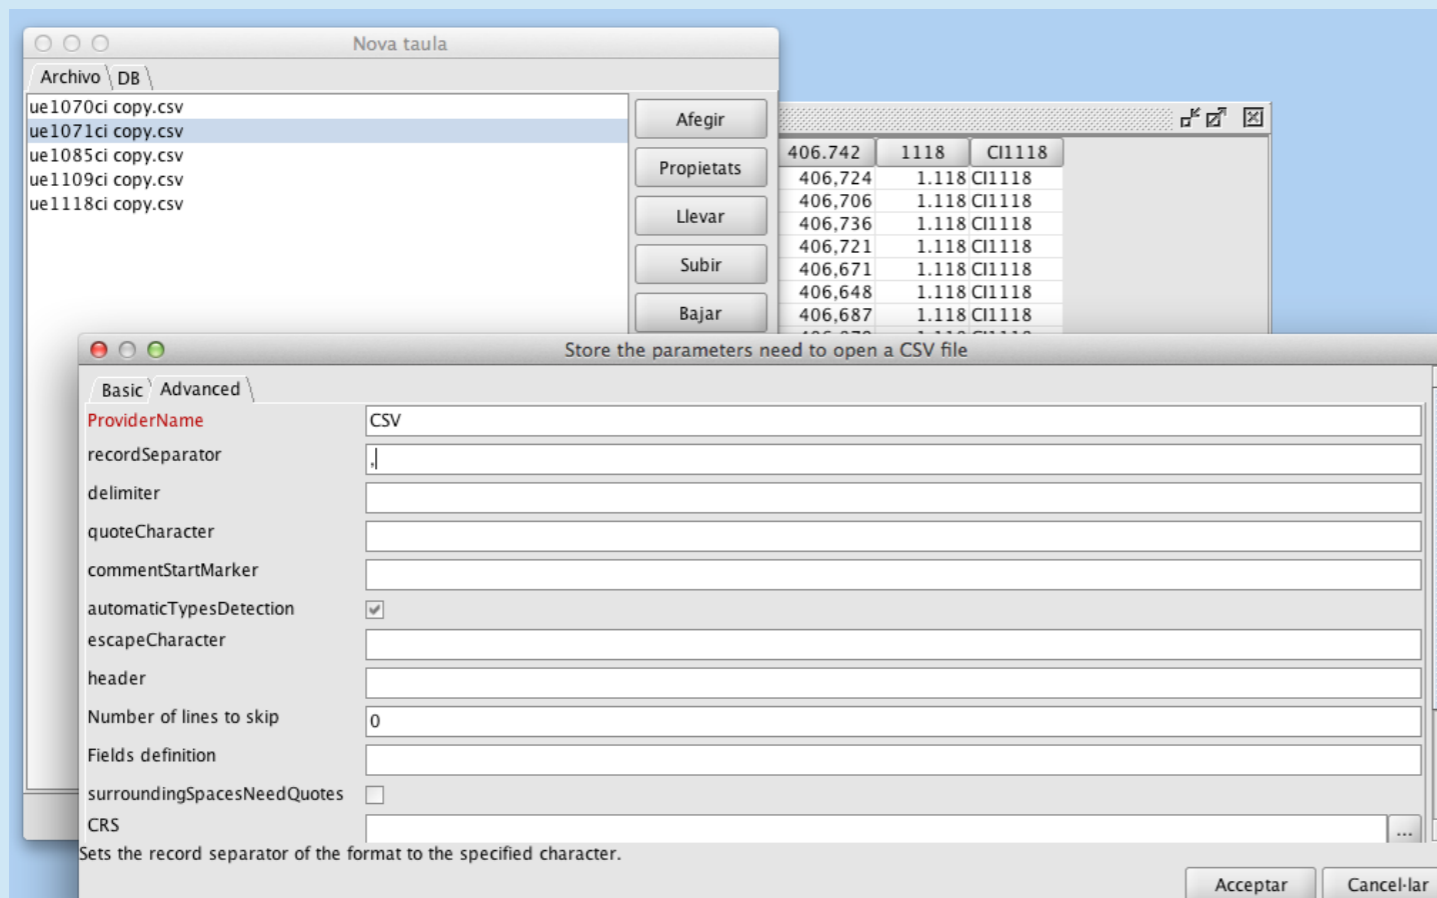 Nova taula
Archivo DB
ue1070ci copy.csv
ue1071ci copy.csv
ue1085ci copy.csv
ue1109ci copy.csv
ue1118ci copy.csv
Afegir
Propietats
Llevar
Subir
Bajar
406.742 1118 CI1118
406,724 1.118 CI1118
406,706 1.118 CI1118
406,736 1.118 CI1118
406,721 1.118 CI1118
406,671 1.118 CI1118
406,648 1.118 CI1118
406,687 1.118 CI1118
Store the parameters need to open a CSV file
Basic Advanced
ProviderName CSV
recordSeparator ,
delimiter
quoteCharacter
commentStartMarker
automaticTypesDetection
escapeCharacter
header
Number of lines to skip 0
Fields definition
surroundingSpacesNeedQuotes
CRS ...
Sets the record separator of the format to the specified character.
Acceptar Cancel·lar